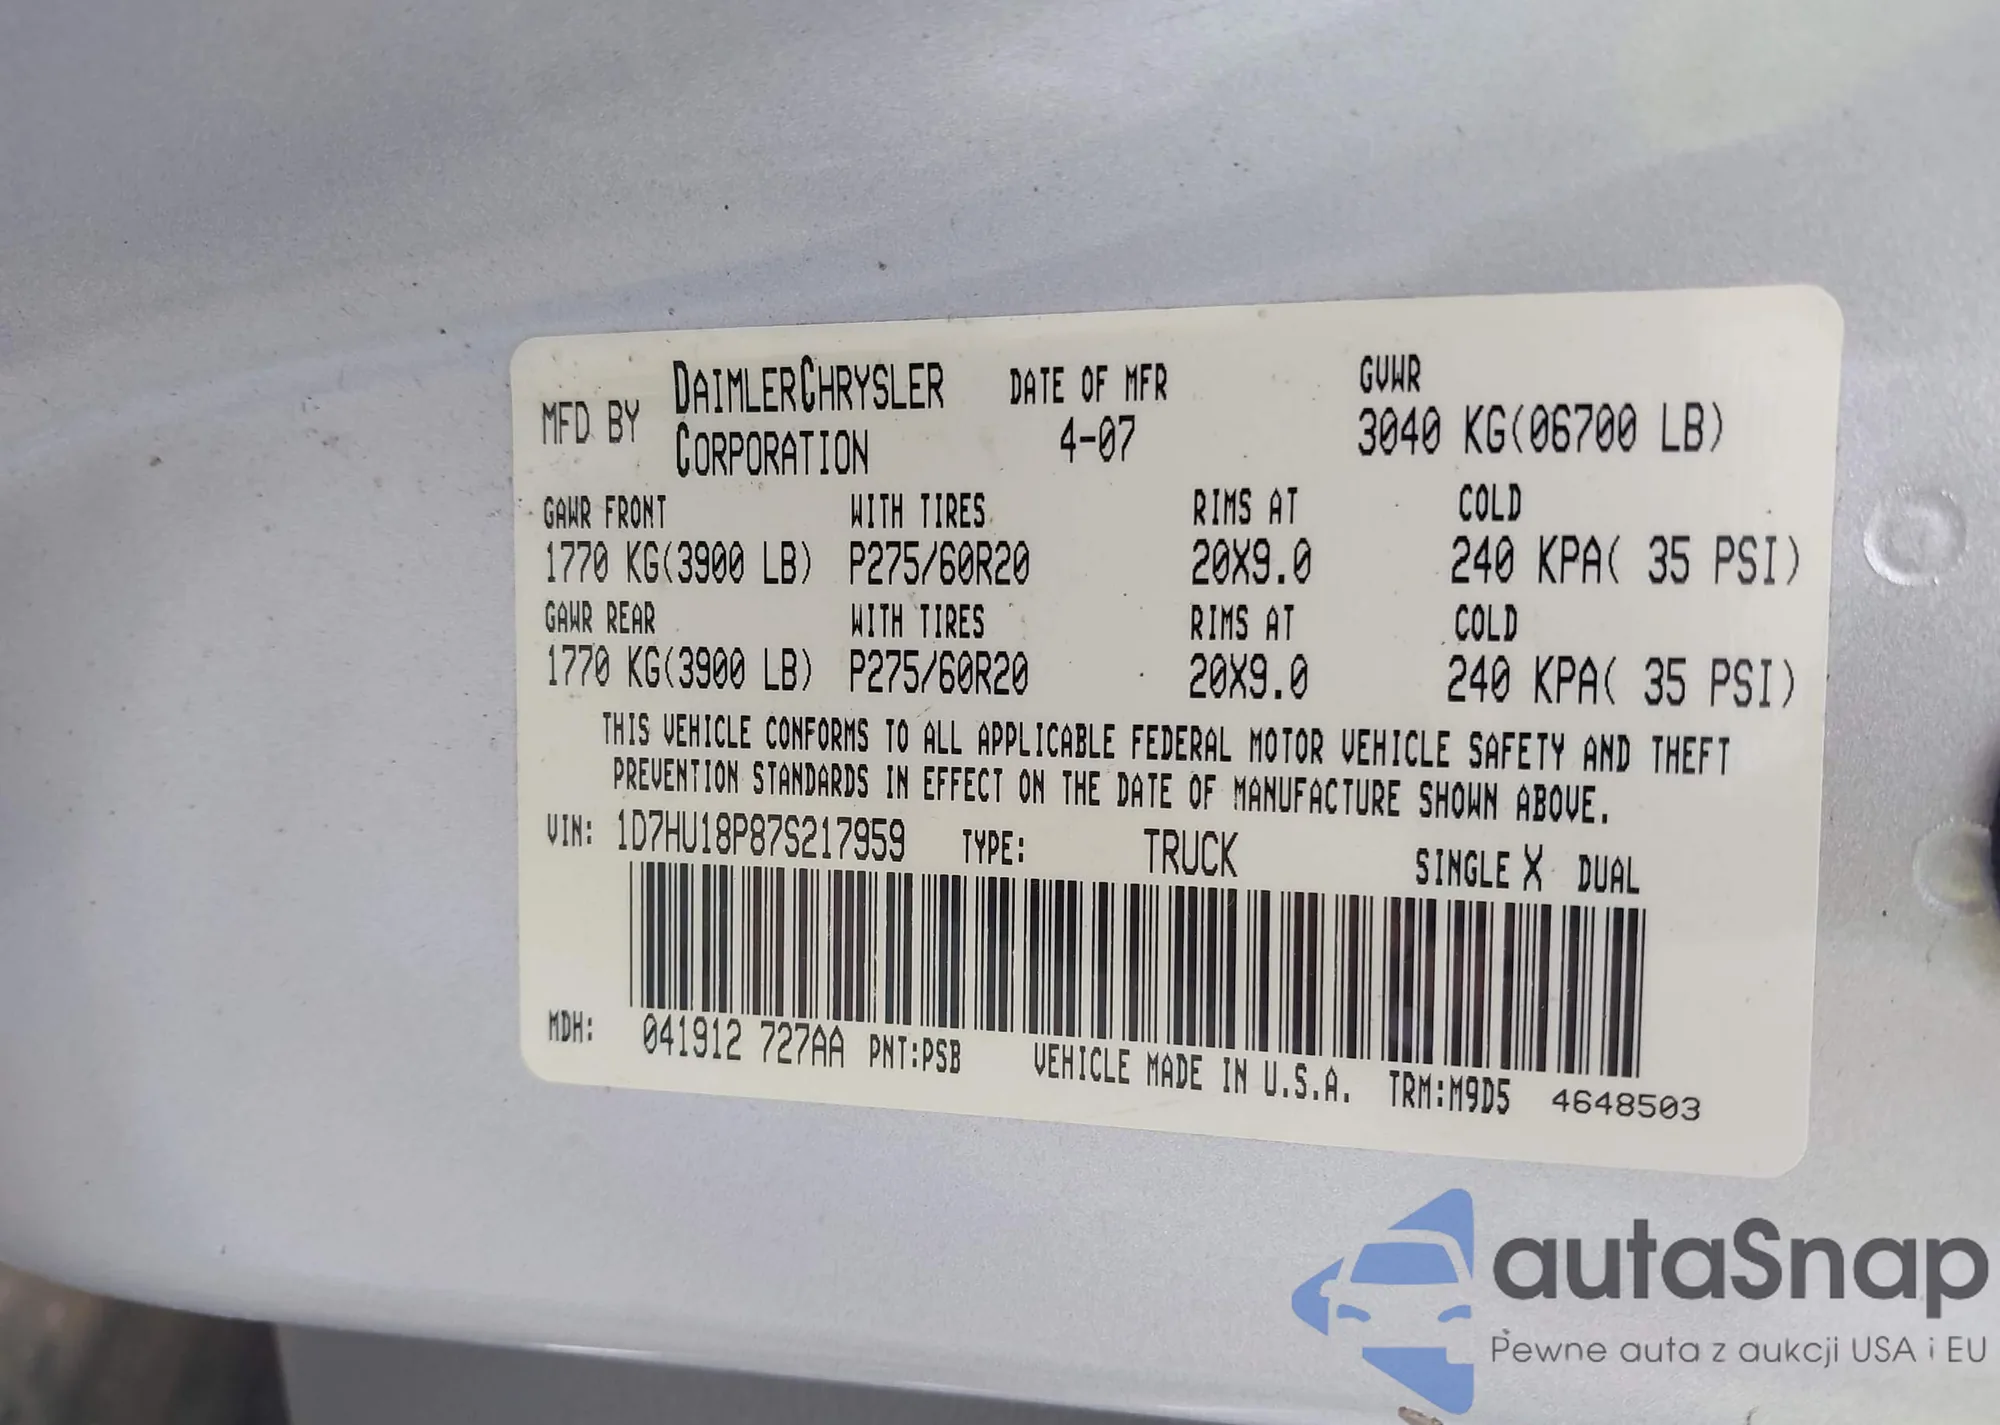 MFD BY DAIMLERCHRYSLER CORPORATION DATE OF MFR 4-07 GVWR 3040 KG(06700 LB)
GAWR FRONT WITH TIRES RIMS AT COLD
1770 KG(3900 LB) P275/60R20 20X9.0 240 KPA( 35 PSI)
GAWR REAR WITH TIRES RIMS AT COLD
1770 KG(3900 LB) P275/60R20 20X9.0 240 KPA( 35 PSI)
THIS VEHICLE CONFORMS TO ALL APPLICABLE FEDERAL MOTOR VEHICLE SAFETY AND THEFT
PREVENTION STANDARDS IN EFFECT ON THE DATE OF MANUFACTURE SHOWN ABOVE.
VIN: 1D7HU18P87S217959 TYPE: TRUCK SINGLE X DUAL
MDH: 041912 727AA PNT:PSB VEHICLE MADE IN U.S.A. TRM:M9D5 4648503
autaSnap
Pewne auta z aukcji USA i EU